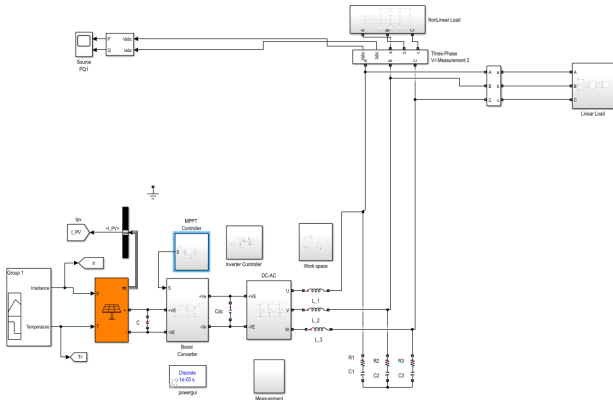 NonLinear Load
A
B
C
P
Q
Vabc
Iabc
Source
PQ1
Vabc
Iabc
a
b
c
A
B
C
Three-Phase
V-I Measurement 2
A
B
C
a
b
c
A
B
C
Linear Load
Ipv
I_PV
<I_PV>
Ir
MPPT
Controller
Inverter Controller
Work space
Group 1
Irradiance
Temperature
Tr
m
T
+
-
C
S
+VE
-VE
+Ve
-Ve
Boost
Converter
Cdc
DC-AC
+VE
-VE
U
V
W
L_1
L_2
L_3
R1
R2
R3
C1
C2
C3
Discrete
1e-05 s.
powergui
Measurement